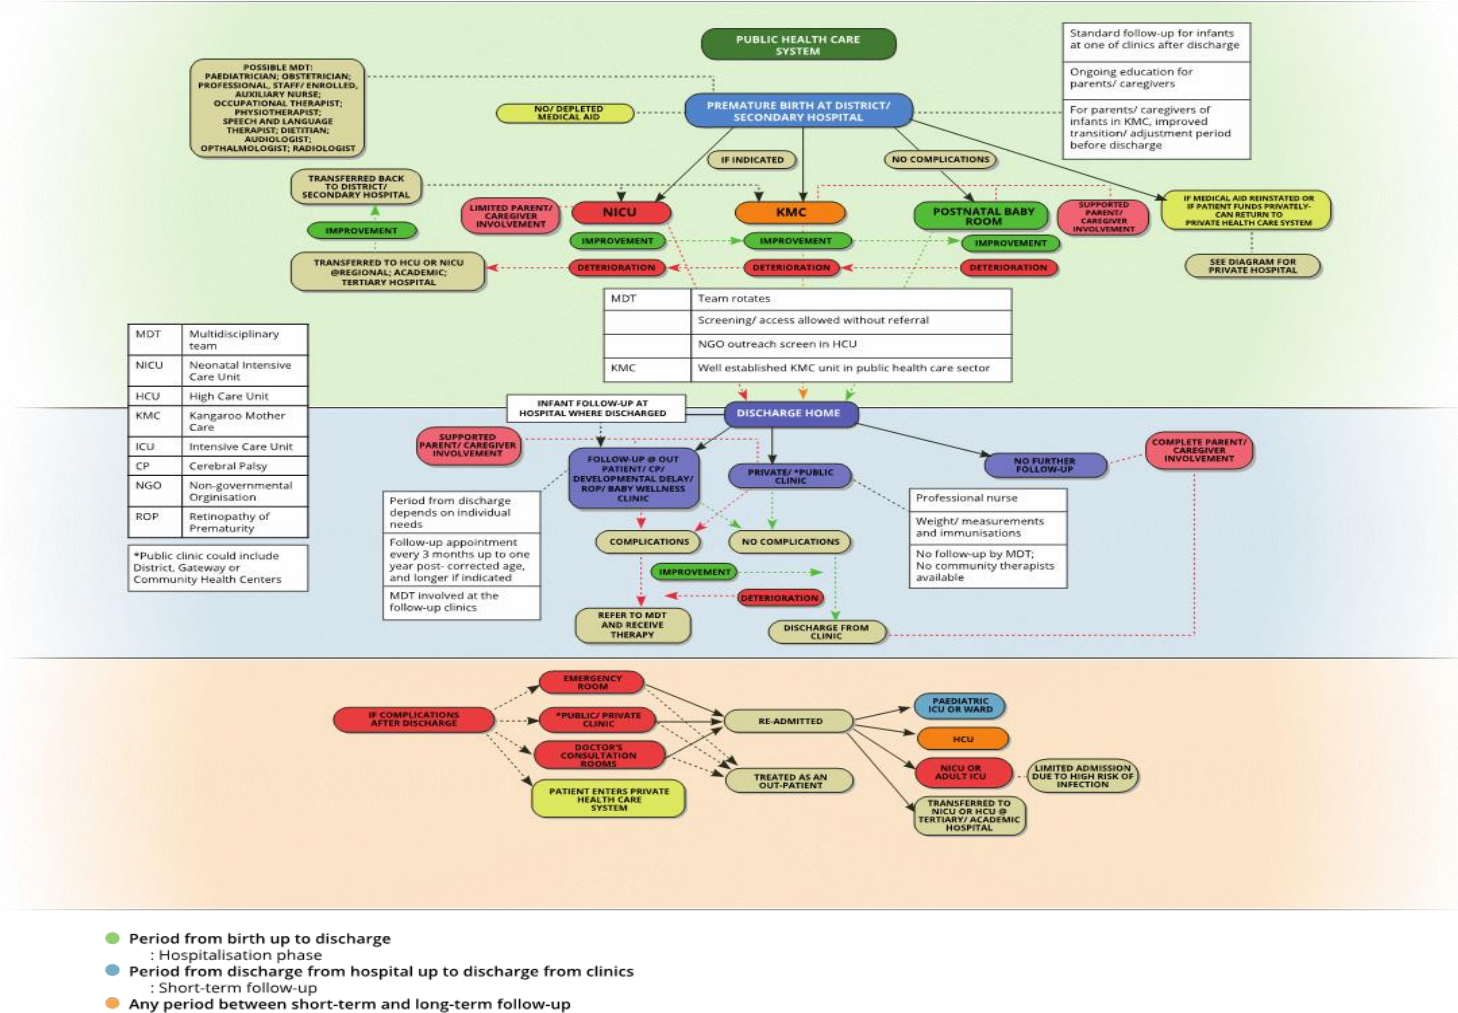 PUBLIC HEALTH CARE
SYSTEM
Standard follow-up for infants
at one of clinics after discharge
Ongoing education for
parents/ caregivers
For parents/ caregivers of
infants in KMC, improved
transition/ adjustment period
before discharge
POSSIBLE MDT:
PAEDIATRICIAN; OBSTETRICIAN;
PROFESSIONAL, STAFF/ ENROLLED,
AUXILIARY NURSE;
OCCUPATIONAL THERAPIST;
PHYSIOTHERAPIST;
SPEECH AND LANGUAGE
THERAPIST; DIETITIAN;
AUDIOLOGIST;
OPTHALMOLOGIST; RADIOLOGIST
NO/ DEPLETED
MEDICAL AID
PREMATURE BIRTH AT DISTRICT/
SECONDARY HOSPITAL
IF INDICATED
NO COMPLICATIONS
TRANSFERRED BACK
TO DISTRICT/
SECONDARY HOSPITAL
LIMITED PARENT/
CAREGIVER
INVOLVEMENT
NICU
KMC
POSTNATAL BABY
ROOM
SUPPORTED
PARENT/
CAREGIVER
INVOLVEMENT
IF MEDICAL AID REINSTATED OR
IF PATIENT FUNDS PRIVATELY-
CAN RETURN TO
PRIVATE HEALTH CARE SYSTEM
IMPROVEMENT
IMPROVEMENT
IMPROVEMENT
IMPROVEMENT
TRANSFERRED TO HCU OR NICU
@REGIONAL; ACADEMIC;
TERTIARY HOSPITAL
DETERIORATION
DETERIORATION
DETERIORATION
SEE DIAGRAM FOR
PRIVATE HOSPITAL
MDT Team rotates
Screening/ access allowed without referral
NGO outreach screen in HCU
KMC Well established KMC unit in public health care sector
MDT Multidisciplinary
team
NICU Neonatal Intensive
Care Unit
HCU High Care Unit
KMC Kangaroo Mother
Care
ICU Intensive Care Unit
CP Cerebral Palsy
NGO Non-governmental
Orginisation
ROP Retinopathy of
Prematurity
*Public clinic could include
District, Gateway or
Community Health Centers
INFANT FOLLOW-UP AT
HOSPITAL WHERE DISCHARGED
DISCHARGE HOME
SUPPORTED
PARENT/ CAREGIVER
INVOLVEMENT
FOLLOW-UP @ OUT
PATIENT/ CP/
DEVELOPMENTAL DELAY/
ROP/ BABY WELLNESS
CLINIC
PRIVATE/ *PUBLIC
CLINIC
NO FURTHER
FOLLOW-UP
COMPLETE PARENT/
CAREGIVER
INVOLVEMENT
Period from discharge
depends on individual
needs
Follow-up appointment
every 3 months up to one
year post- corrected age,
and longer if indicated
MDT involved at the
follow-up clinics
Professional nurse
Weight/ measurements
and immunisations
No follow-up by MDT;
No community therapists
available
COMPLICATIONS
NO COMPLICATIONS
IMPROVEMENT
DETERIORATION
REFER TO MDT
AND RECEIVE
THERAPY
DISCHARGE FROM
CLINIC
IF COMPLICATIONS
AFTER DISCHARGE
EMERGENCY
ROOM
*PUBLIC/ PRIVATE
CLINIC
DOCTOR'S
CONSULTATION
ROOMS
PATIENT ENTERS PRIVATE
HEALTH CARE
SYSTEM
RE-ADMITTED
TREATED AS AN
OUT-PATIENT
PAEDIATRIC
ICU OR WARD
HCU
NICU OR
ADULT ICU
LIMITED ADMISSION
DUE TO HIGH RISK OF
INFECTION
TRANSFERRED TO
NICU OR HCU @
TERTIARY/ ACADEMIC
HOSPITAL
Period from birth up to discharge
: Hospitalisation phase
Period from discharge from hospital up to discharge from clinics
: Short-term follow-up
Any period between short-term and long-term follow-up